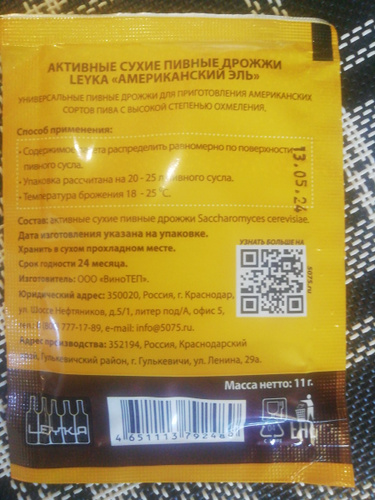 АКТИВНЫЕ СУХИЕ ПИВНЫЕ ДРОЖЖИ
LEYKA «АМЕРИКАНСКИЙ ЭЛЬ»
УНИВЕРСАЛЬНЫЕ ПИВНЫЕ ДРОЖЖИ ДЛЯ ПРИГОТОВЛЕНИЯ АМЕРИКАНСКИХ
СОРТОВ ПИВА С ВЫСОКОЙ СТЕПЕНЬЮ ОХМЕЛЕНИЯ.
Способ применения:
- Содержимое распределить равномерно по поверхности
пивного сусла.
- Упаковка рассчитана на 20 - 25 л пивного сусла.
- Температура брожения 18 - 25 °C.
13.05.24
Состав: активные сухие пивные дрожжи Saccharomyces cerevisiae.
Дата изготовления указана на упаковке.
Хранить в сухом прохладном месте.
Срок годности 24 месяца.
Изготовитель: ООО «ВиноТЕП».
Юридический адрес: 350020, Россия, г. Краснодар,
ул. Шоссе Нефтяников, д.5/1, литер под/А, офис 5,
777-17-89, e-mail: info@5075.ru
Адрес производства: 352194, Россия, Краснодарский
край, Гулькевичский район, г. Гулькевичи, ул. Ленина, 29а.
УЗНАТЬ БОЛЬШЕ НА
5075.ru
Масса нетто: 11 г.
LEYKA
4 651113 792480
EAC